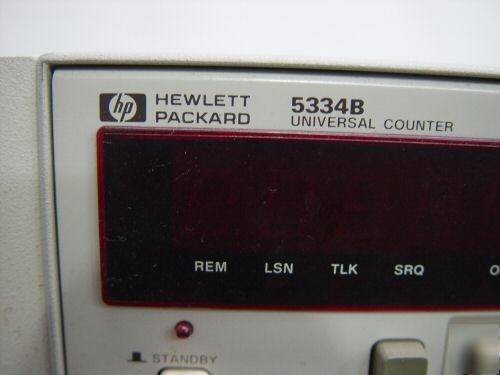 hp HEWLETT PACKARD
5334B
UNIVERSAL COUNTER
REM LSN TLK SRQ
STANDBY